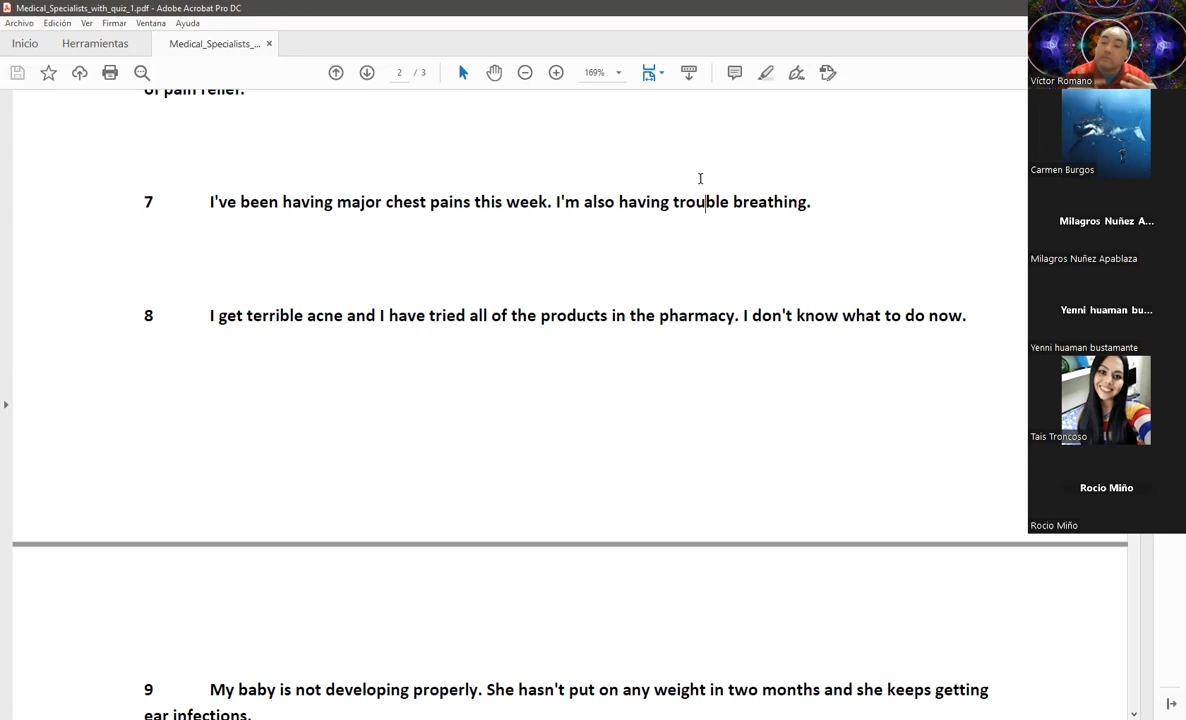 Medical_Specialists_with_quiz_1.pdf - Adobe Acrobat Pro DC
Archivo Edición Ver Firmar Ventana Ayuda
Inicio Herramientas Medical_Specialists_... ×
2 / 3 169%
of pain relief.
7 I've been having major chest pains this week. I'm also having trouble breathing.
8 I get terrible acne and I have tried all of the products in the pharmacy. I don't know what to do now.
9 My baby is not developing properly. She hasn't put on any weight in two months and she keeps getting
ear infections.
Víctor Romano
Carmen Burgos
Milagros Nuñez A...
Milagros Nuñez Apablaza
Yenni huaman bu...
Yenni huaman bustamante
Tais Troncoso
Rocio Miño
Rocio Miño